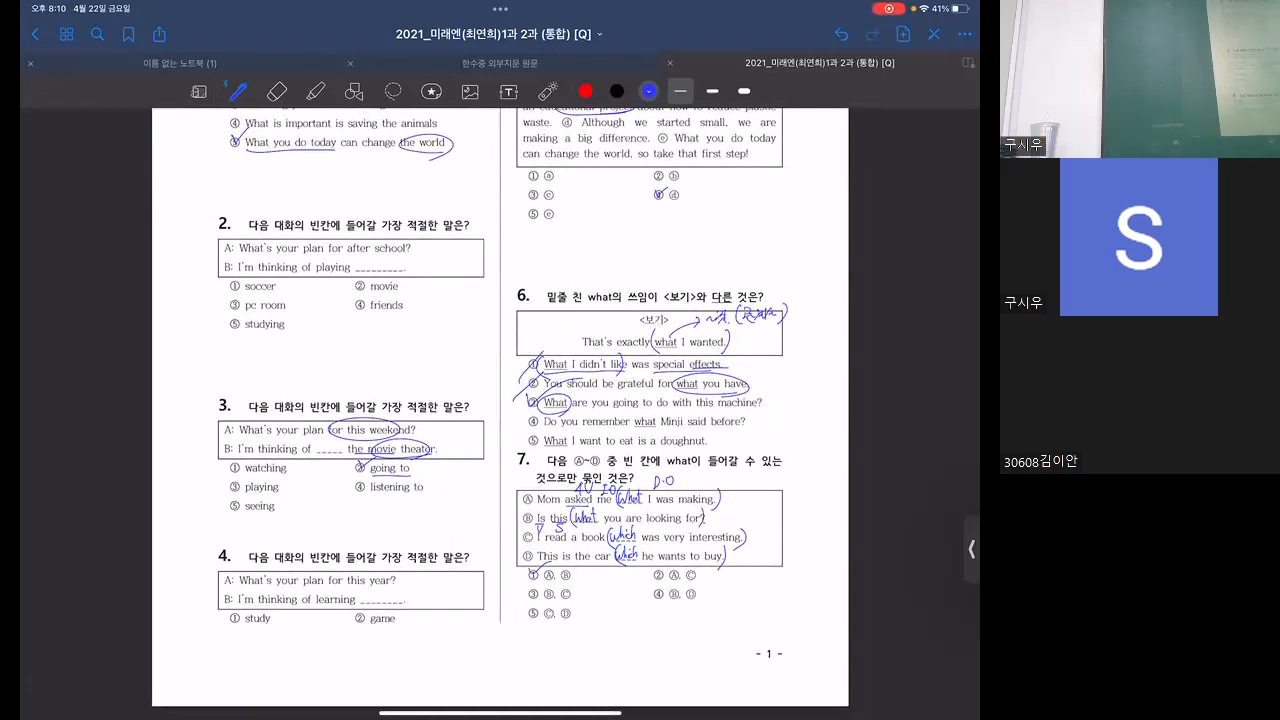 오후 8:10 4월 22일 금요일
41%
2021_미래엔(최연희)1과 2과 (통합) [Q]
이름 없는 노트북 (1)
한수중 외부지문 원문
2021_미래엔(최연희)1과 2과 (통합) [Q]
④ What is important is saving the animals
⑤ What you do today can change the world
2. 다음 대화의 빈칸에 들어갈 가장 적절한 말은?
A: What's your plan for after school?
B: I'm thinking of playing _________.
① soccer ② movie
③ pc room ④ friends
⑤ studying
3. 다음 대화의 빈칸에 들어갈 가장 적절한 말은?
A: What's your plan for this weekend?
B: I'm thinking of _____ the movie theater.
① watching ② going to
③ playing ④ listening to
⑤ seeing
4. 다음 대화의 빈칸에 들어갈 가장 적절한 말은?
A: What's your plan for this year?
B: I'm thinking of learning ________.
① study ② game
an educational project about how to reduce plastic
waste. ⓓ Although we started small, we are
making a big difference. ⓔ What you do today
can change the world, so take that first step!
① ⓐ ② ⓑ
③ ⓒ ④ ⓓ
⑤ ⓔ
6. 밑줄 친 what의 쓰임이 <보기>와 다른 것은?
<보기>
That's exactly what I wanted.
① What I didn't like was special effects.
② You should be grateful for what you have.
③ What are you going to do with this machine?
④ Do you remember what Minji said before?
⑤ What I want to eat is a doughnut.
7. 다음 Ⓐ~Ⓓ 중 빈 칸에 what이 들어갈 수 있는
것으로만 묶인 것은?
4V IO D.O
Ⓐ Mom asked me (what I was making.)
Ⓑ Is this (what you are looking for?)
V S
Ⓒ I read a book (which was very interesting.)
Ⓓ This is the car (which he wants to buy.)
① Ⓐ, Ⓑ ② Ⓐ, Ⓒ
③ Ⓑ, Ⓒ ④ Ⓑ, Ⓓ
⑤ Ⓒ, Ⓓ
- 1 -
구시우
S
구시우
30608김이안